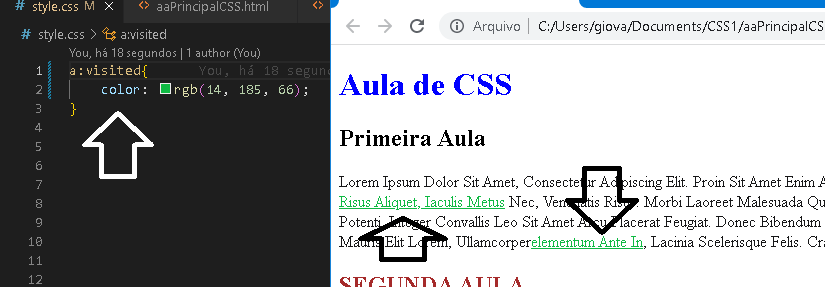 style.css M
aaPrincipalCSS.html
style.css > a:visited
You, há 18 segundos | 1 author (You)
1 a:visited{ You, há 18 segund
2 color: rgb(14, 185, 66);
3 }
4
5
6
7
8
9
10
11
12
Arquivo | C:/Users/giova/Documents/CSS1/aaPrincipalCS
Aula de CSS
Primeira Aula
Lorem Ipsum Dolor Sit Amet, Consectetur Adipiscing Elit. Proin Sit Amet Enim A
Risus Aliquet, Iaculis Metus Nec, Venenatis Risus. Morbi Laoreet Malesuada Qu
Potenti. Integer Convallis Leo Sit Amet Arcu Placerat Feugiat. Donec Bibendum
Mauris Elit Lorem, Ullamcorperelementum Ante In, Lacinia Scelerisque Felis. Cra
SEGUNDA AULA